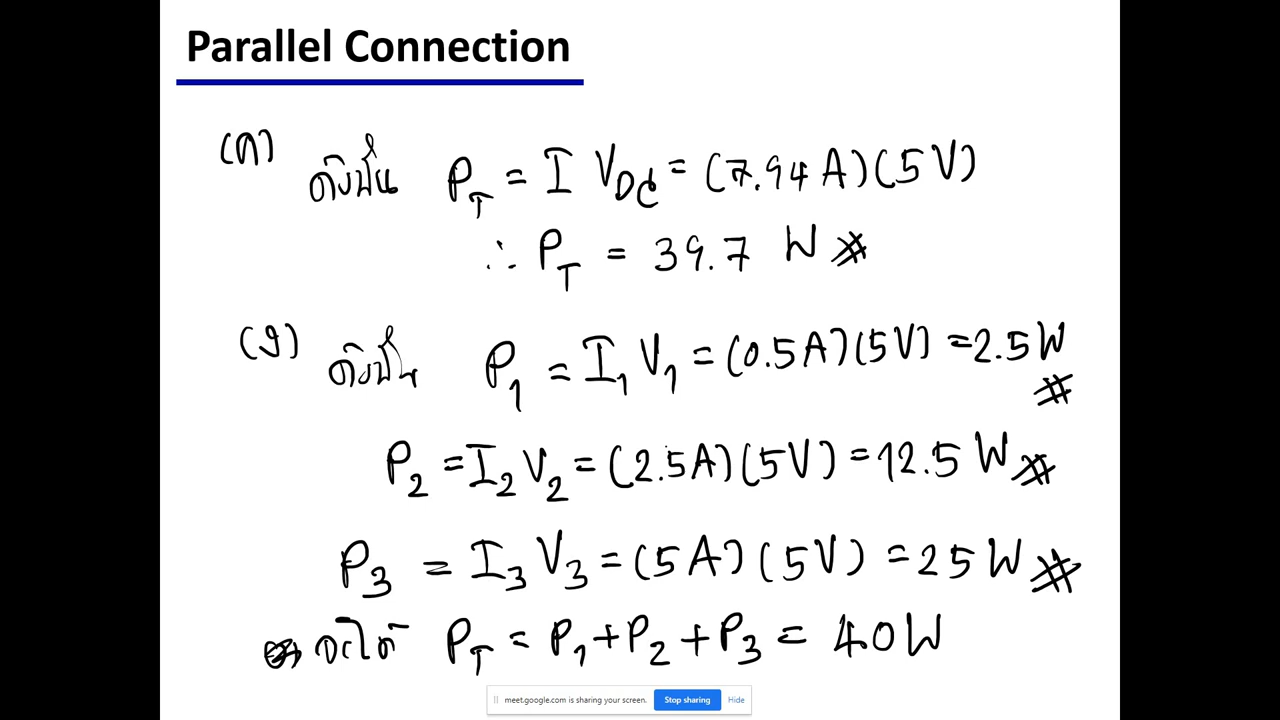 Parallel Connection
(ค) ดังนั้น P_T = I V_DC = (7.94 A)(5 V)
∴ P_T = 39.7 W #
(ง) ดังนั้น P_1 = I_1 V_1 = (0.5A)(5V) = 2.5W
#
P_2 = I_2 V_2 = (2.5A)(5V) = 12.5 W #
P_3 = I_3 V_3 = (5A)(5V) = 25 W #
จะได้ P_T = P_1 + P_2 + P_3 = 40W
meet.google.com is sharing your screen. Stop sharing Hide